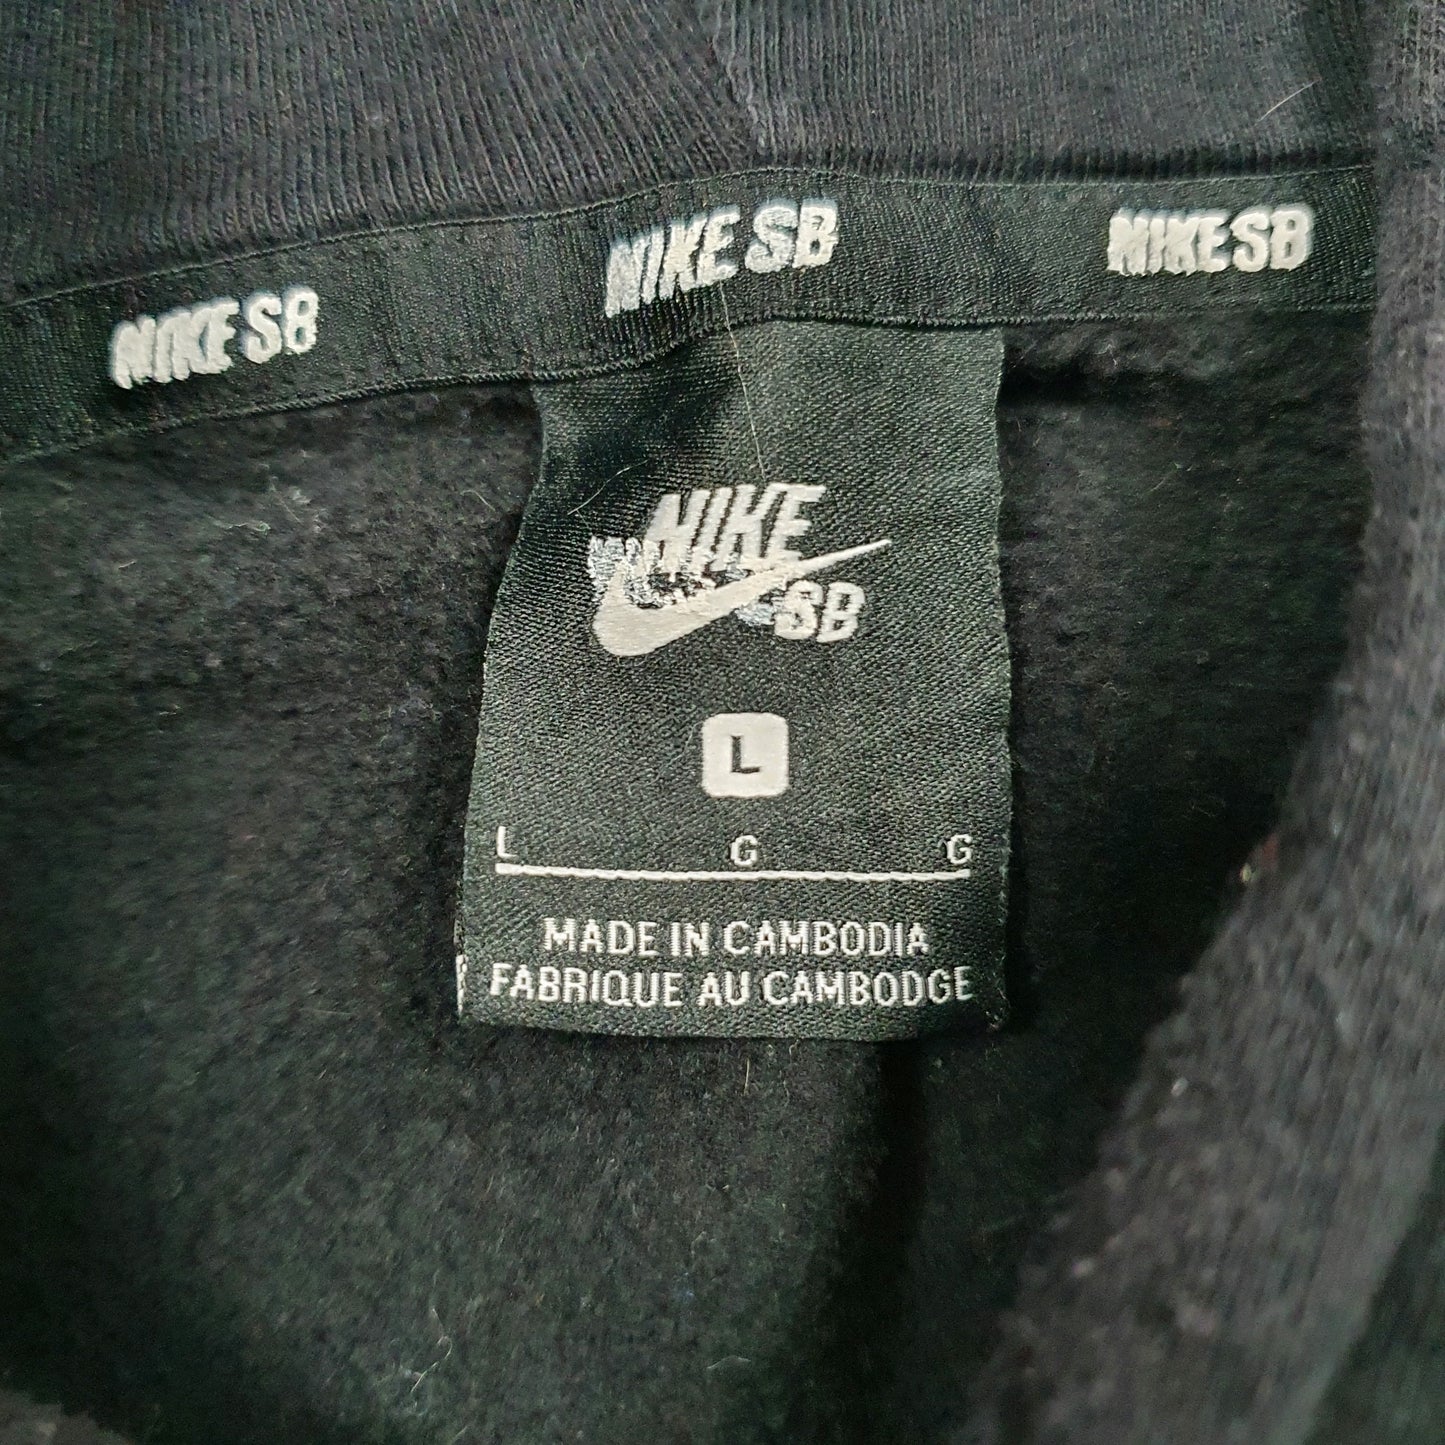 NIKE SB
NIKE SB
NIKE SB
NIKE
SB
L
L G G
MADE IN CAMBODIA
FABRIQUE AU CAMBODGE